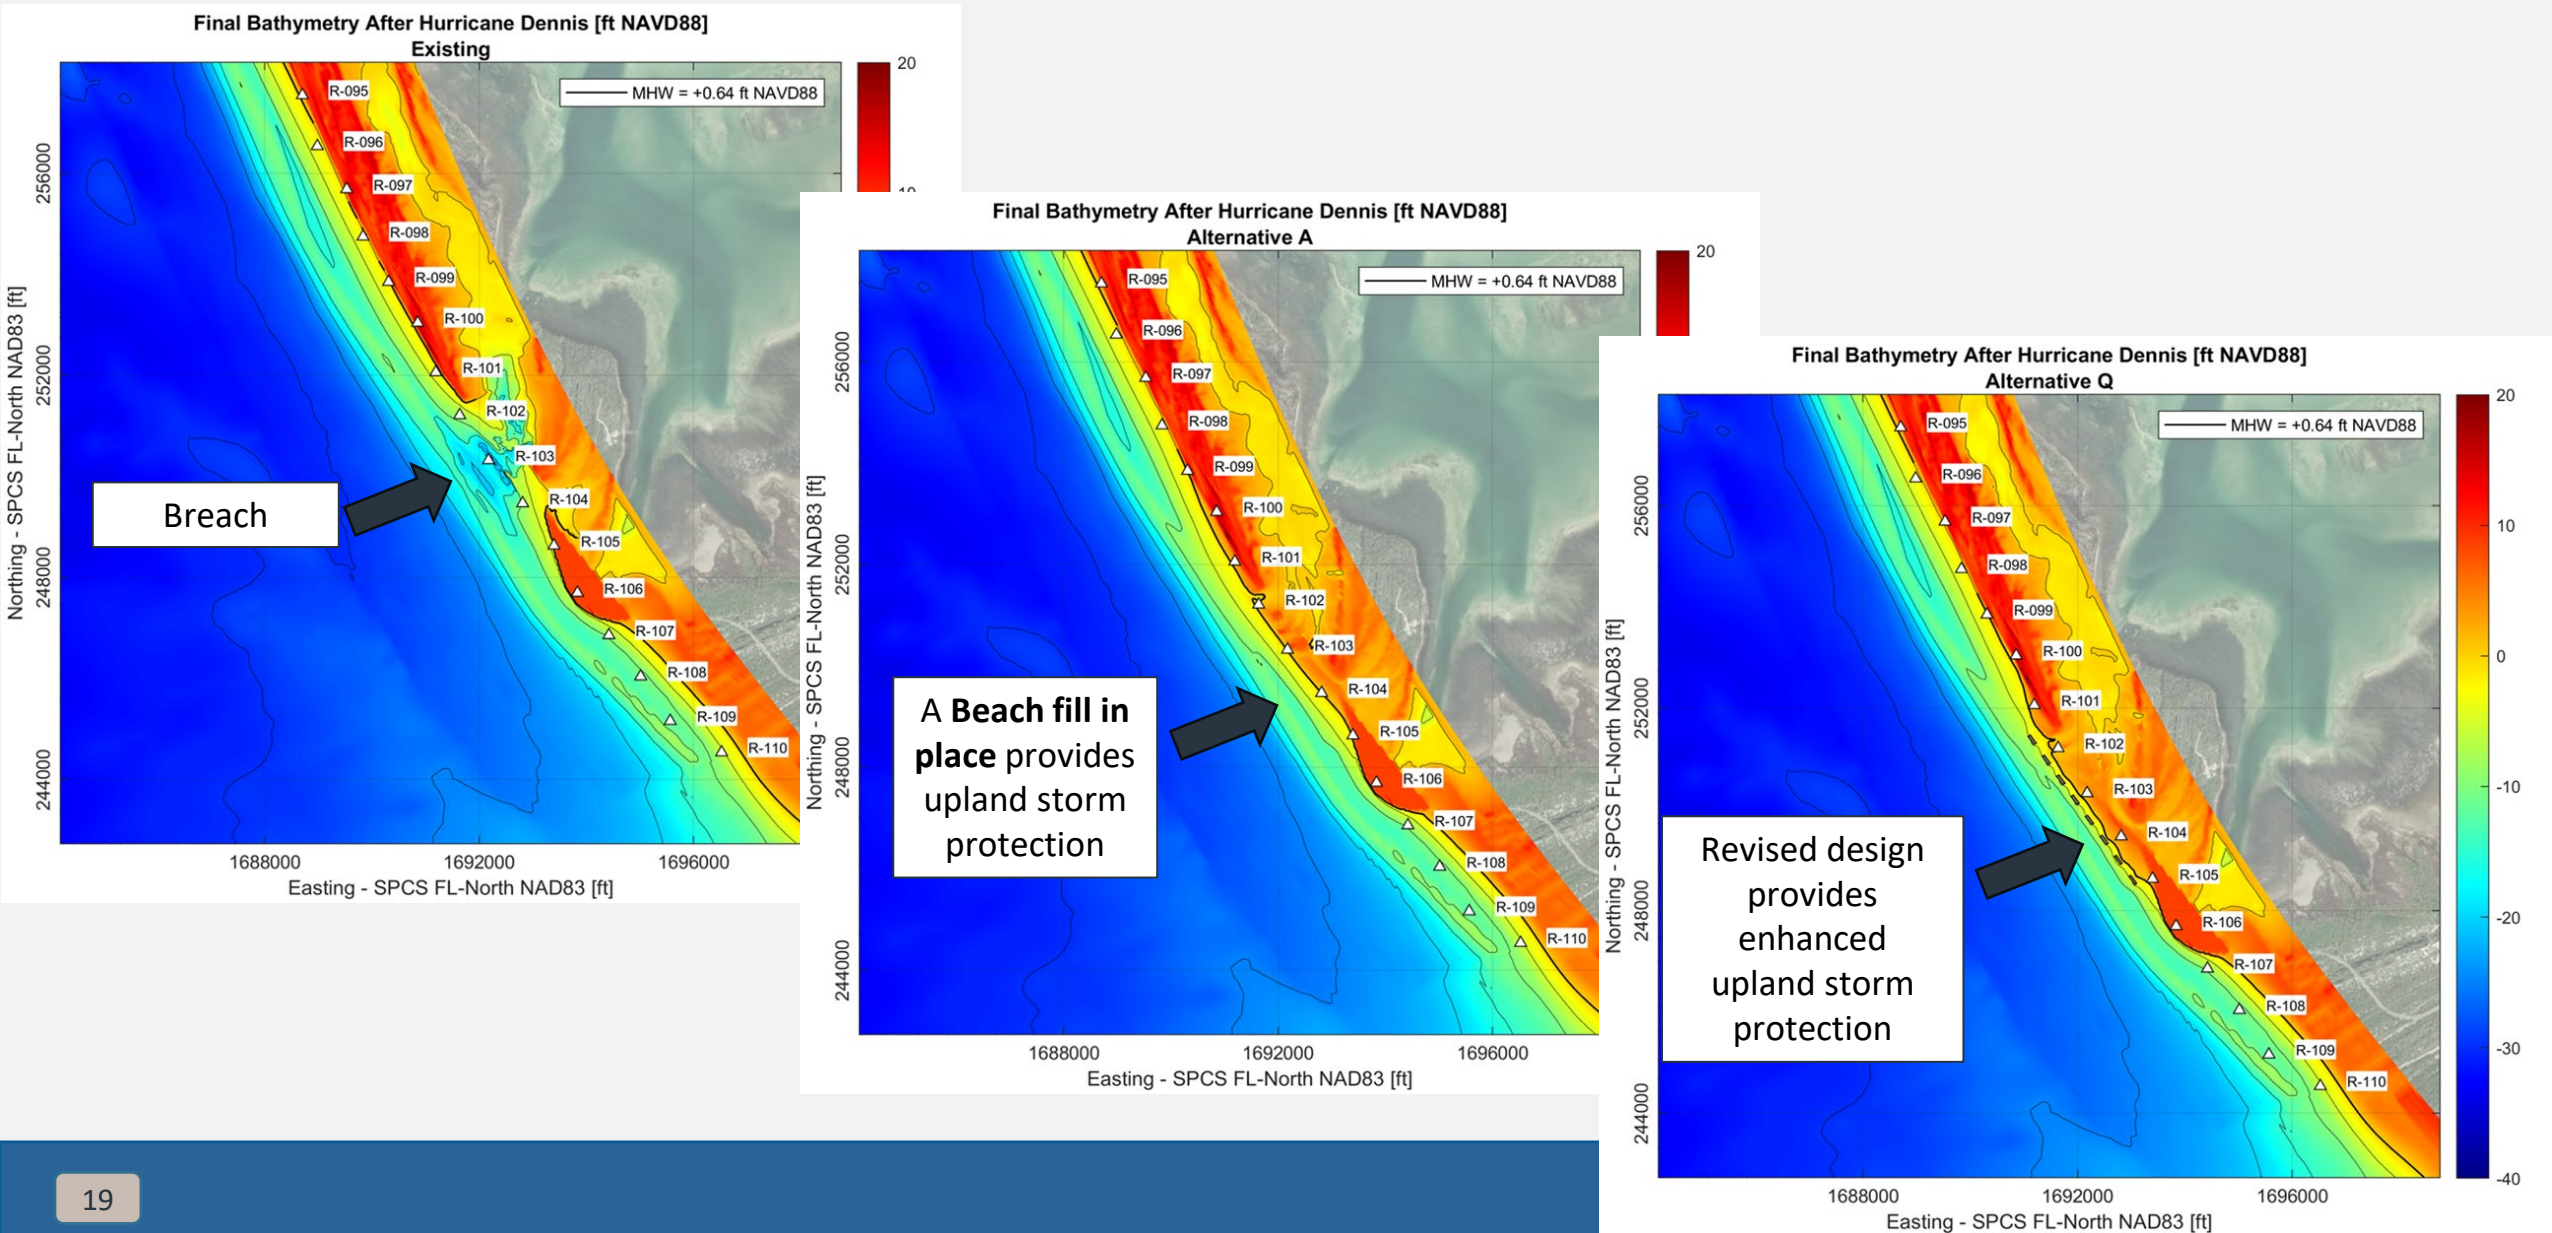 Final Bathymetry After Hurricane Dennis [ft NAVD88]
Existing
MHW = +0.64 ft NAVD88
20
R-095
R-096
R-097
R-098
R-099
R-100
R-101
R-102
R-103
R-104
R-105
R-106
R-107
R-108
R-109
R-110
Breach
256000
252000
248000
244000
Northing - SPCS FL-North NAD83 [ft]
1688000
1692000
1696000
Easting - SPCS FL-North NAD83 [ft]
Final Bathymetry After Hurricane Dennis [ft NAVD88]
Alternative A
MHW = +0.64 ft NAVD88
20
R-095
R-096
R-097
R-098
R-099
R-100
R-101
R-102
R-103
R-104
R-105
R-106
R-107
R-108
R-109
R-110
A Beach fill in
place provides
upland storm
protection
256000
252000
248000
244000
Northing - SPCS FL-North NAD83 [ft]
1688000
1692000
1696000
Easting - SPCS FL-North NAD83 [ft]
Final Bathymetry After Hurricane Dennis [ft NAVD88]
Alternative Q
MHW = +0.64 ft NAVD88
20
10
0
-10
-20
-30
-40
R-095
R-096
R-097
R-098
R-099
R-100
R-101
R-102
R-103
R-104
R-105
R-106
R-107
R-108
R-109
R-110
Revised design
provides
enhanced
upland storm
protection
256000
252000
248000
244000
Northing - SPCS FL-North NAD83 [ft]
1688000
1692000
1696000
Easting - SPCS FL-North NAD83 [ft]
19